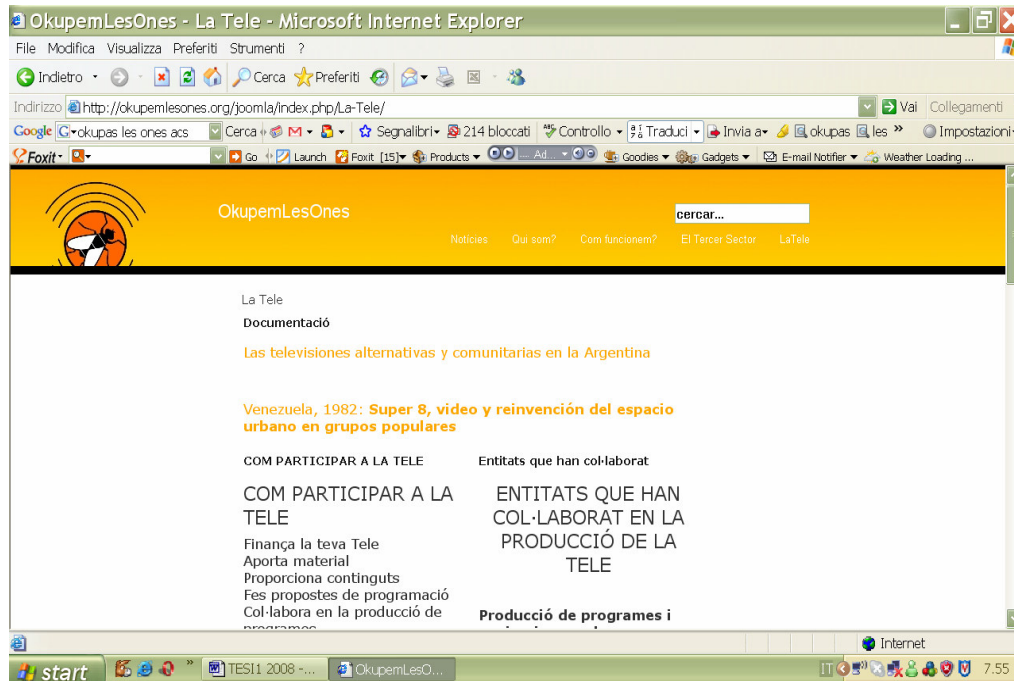 OkupemLesOnes - La Tele - Microsoft Internet Explorer
File Modifica Visualizza Preferiti Strumenti ?
Indietro Cerca Preferiti
Indirizzo http://okupemlesones.org/joomla/index.php/La-Tele/ Vai Collegamenti
Google G okupas les ones acs Cerca Segnalibri 214 bloccati Controllo Traduci Invia a okupas les » Impostazioni
Foxit Go Launch Foxit [15] Products .... Ad... Goodies Gadgets E-mail Notifier Weather Loading ...
OkupemLesOnes
cercar...
Notícies Qui som? Com funcionem? El Tercer Sector LaTele
La Tele
Documentació
Las televisiones alternativas y comunitarias en la Argentina
Venezuela, 1982: Super 8, video y reinvención del espacio
urbano en grupos populares
COM PARTICIPAR A LA TELE
COM PARTICIPAR A LA
TELE
Finança la teva Tele
Aporta material
Proporciona continguts
Fes propostes de programació
Col·labora en la producció de
programes
Entitats que han col·laborat
ENTITATS QUE HAN
COL·LABORAT EN LA
PRODUCCIÓ DE LA
TELE
Producció de programes i
Internet
start » TESI1 2008 -... OkupemLesO... IT 7.55